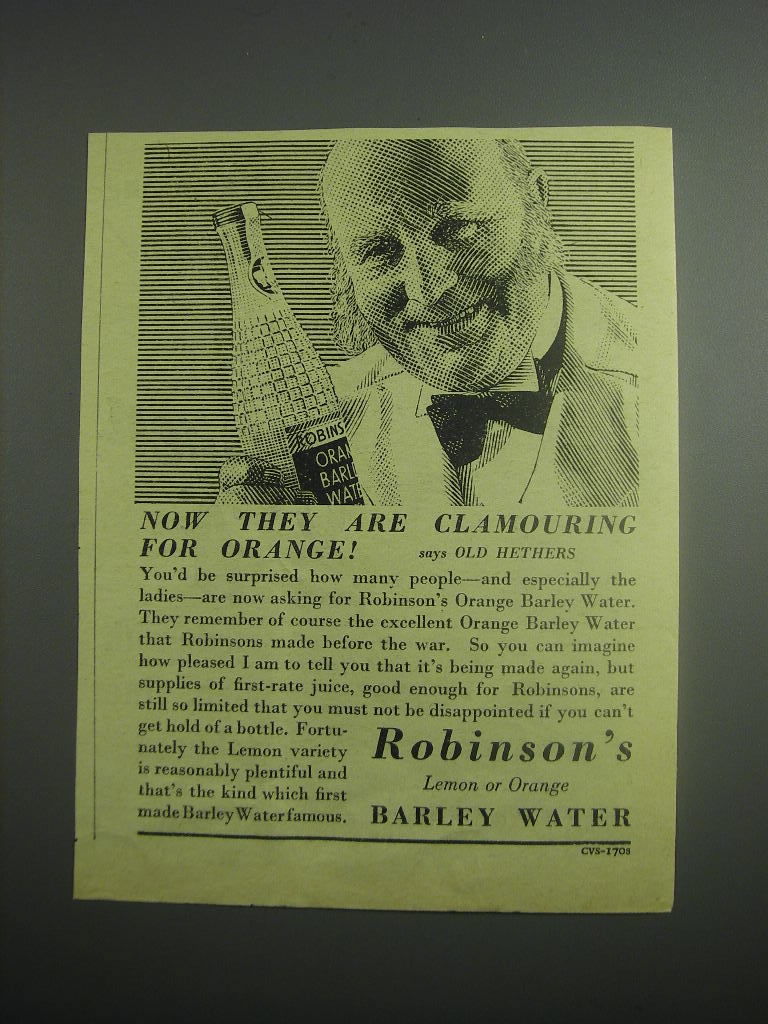 ROBINS
ORAN
BARL
WATE
NOW THEY ARE CLAMOURING
FOR ORANGE! says OLD HETHERS
You'd be surprised how many people—and especially the
ladies—are now asking for Robinson's Orange Barley Water.
They remember of course the excellent Orange Barley Water
that Robinsons made before the war. So you can imagine
how pleased I am to tell you that it's being made again, but
supplies of first-rate juice, good enough for Robinsons, are
still so limited that you must not be disappointed if you can't
get hold of a bottle. Fortu-
nately the Lemon variety
is reasonably plentiful and
that's the kind which first
made Barley Water famous.
Robinson's
Lemon or Orange
BARLEY WATER
CVS-1708